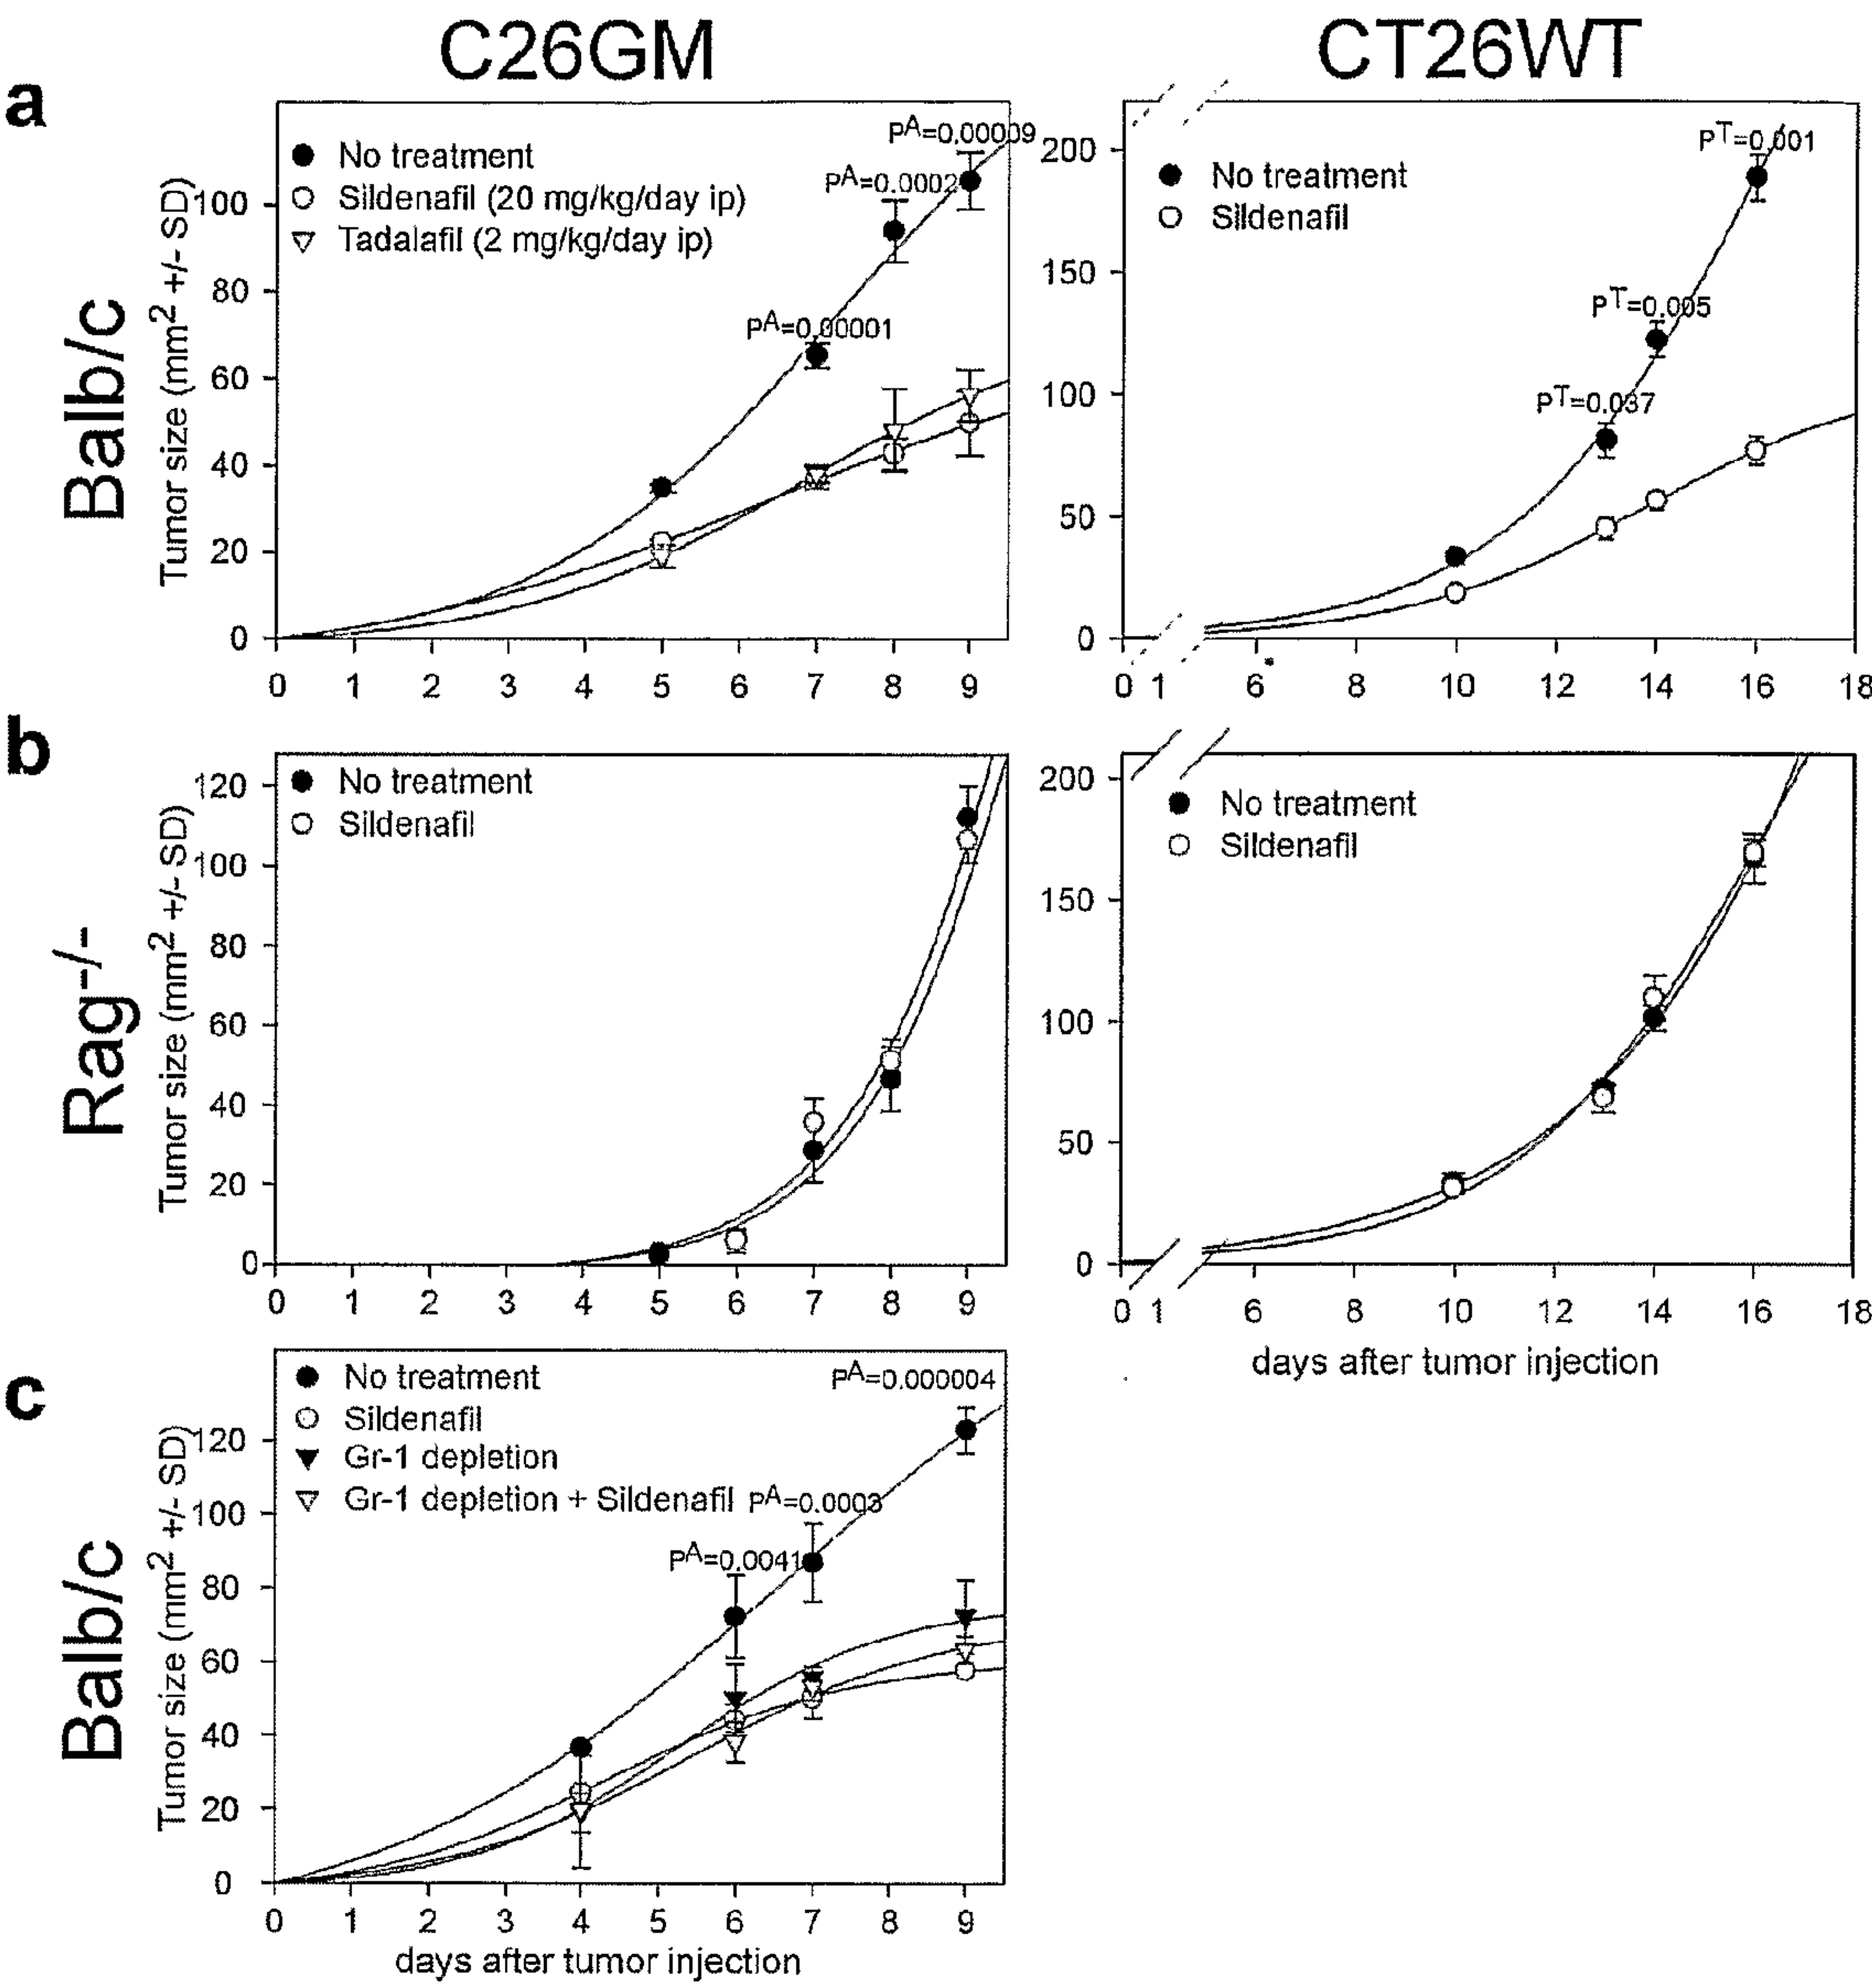 C26GM
CT26WT
a
Balb/c
Tumor size (mm2 +/- SD)
No treatment
Sildenafil (20 mg/kg/day ip)
Tadalafil (2 mg/kg/day ip)
PA=0.00009
PA=0.0002
PA=0.00001
100
80
60
40
20
0
0 1 2 3 4 5 6 7 8 9
No treatment
Sildenafil
PT=0.001
PT=0.005
PT=0.037
200
150
100
50
0
0 1 6 8 10 12 14 16 18
b
Rag-/-
Tumor size (mm2 +/- SD)
No treatment
Sildenafil
120
100
80
60
40
20
0
0 1 2 3 4 5 6 7 8 9
No treatment
Sildenafil
200
150
100
50
0
0 1 6 8 10 12 14 16 18
days after tumor injection
c
Balb/c
Tumor size (mm2 +/- SD)
No treatment
Sildenafil
Gr-1 depletion
Gr-1 depletion + Sildenafil
PA=0.000004
PA=0.0003
PA=0.0041
120
100
80
60
40
20
0
0 1 2 3 4 5 6 7 8 9
days after tumor injection